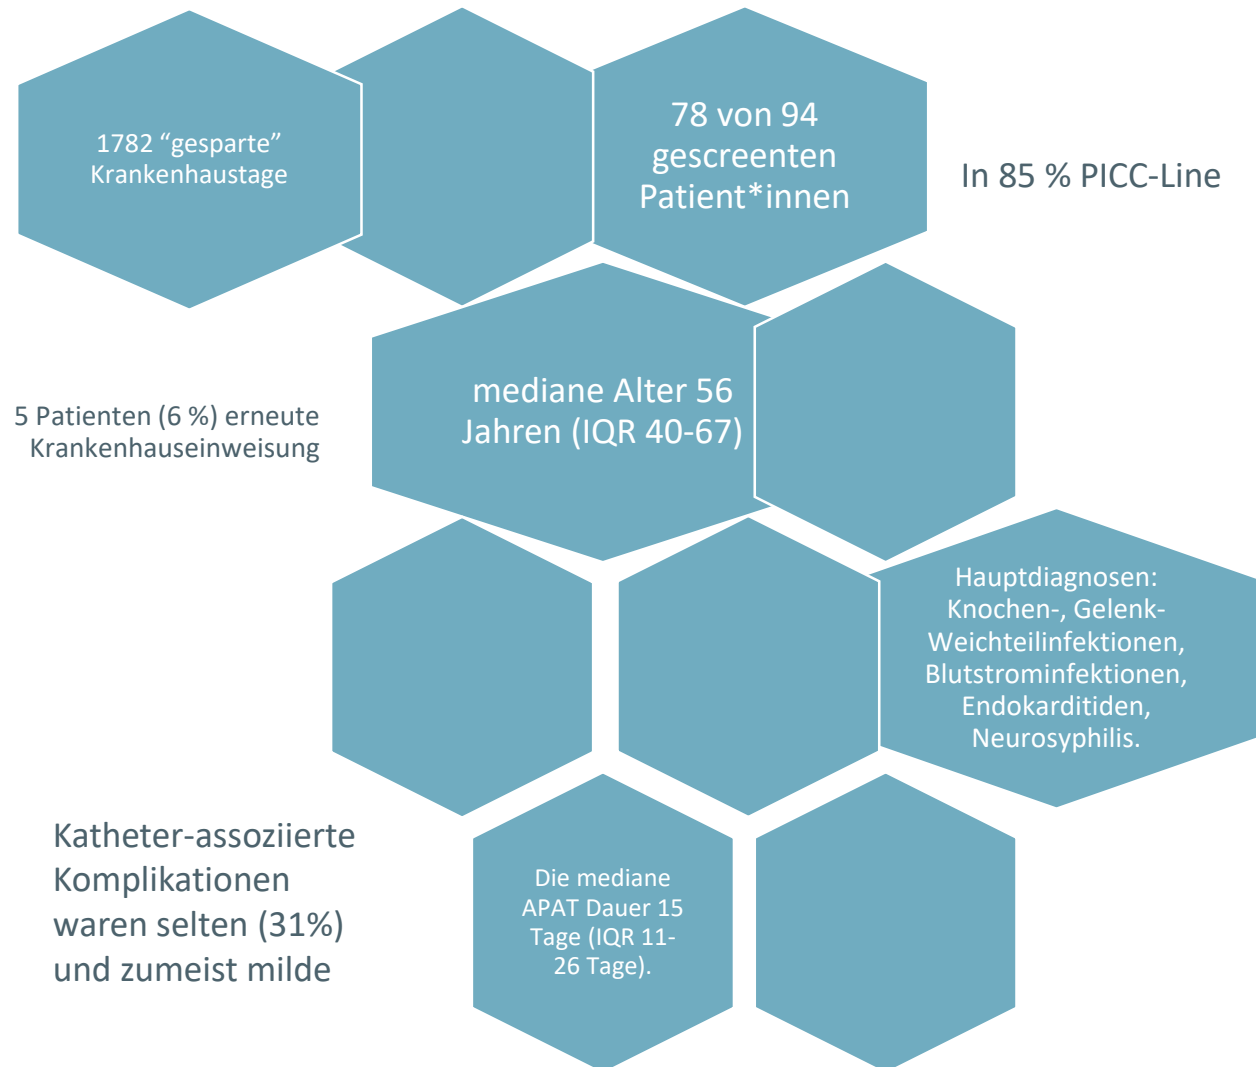 1782 “gesparte”
Krankenhaustage
78 von 94
gescreenten
Patient*innen
In 85 % PICC-Line
mediane Alter 56
Jahren (IQR 40-67)
5 Patienten (6 %) erneute
Krankenhauseinweisung
Hauptdiagnosen:
Knochen-, Gelenk-
Weichteilinfektionen,
Blutstrominfektionen,
Endokarditiden,
Neurosyphilis.
Katheter-assoziierte
Komplikationen
waren selten (31%)
und zumeist milde
Die mediane
APAT Dauer 15
Tage (IQR 11-
26 Tage).